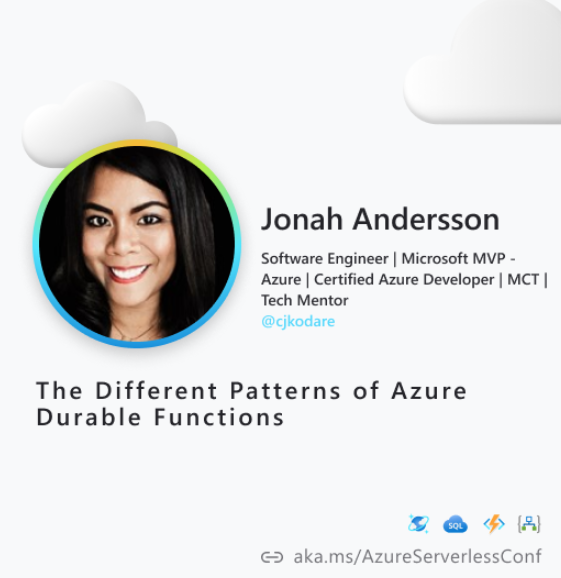 Jonah Andersson
Software Engineer | Microsoft MVP -
Azure | Certified Azure Developer | MCT |
Tech Mentor
@cjkodare
The Different Patterns of Azure
Durable Functions
SQL
aka.ms/AzureServerlessConf